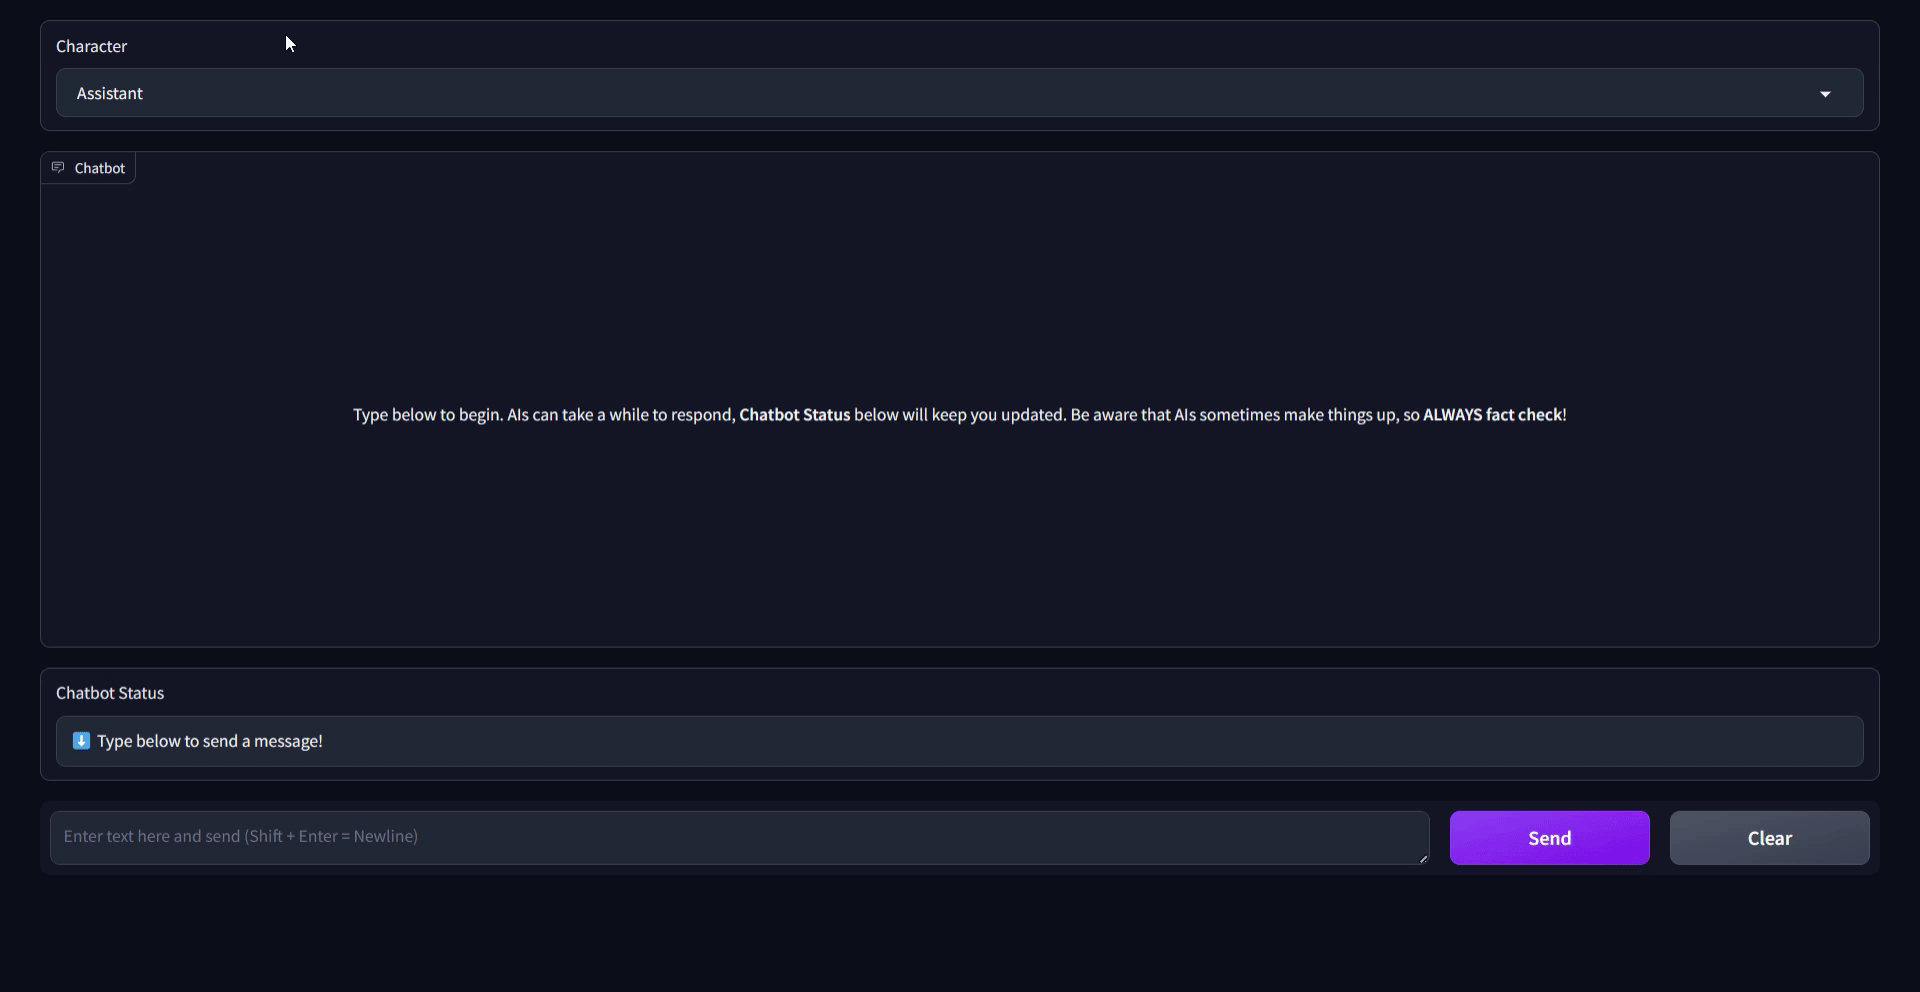 Character
Assistant
Chatbot
Type below to begin. AIs can take a while to respond, Chatbot Status below will keep you updated. Be aware that AIs sometimes make things up, so ALWAYS fact check!
Chatbot Status
⬇️ Type below to send a message!
Enter text here and send (Shift + Enter = Newline)
Send
Clear